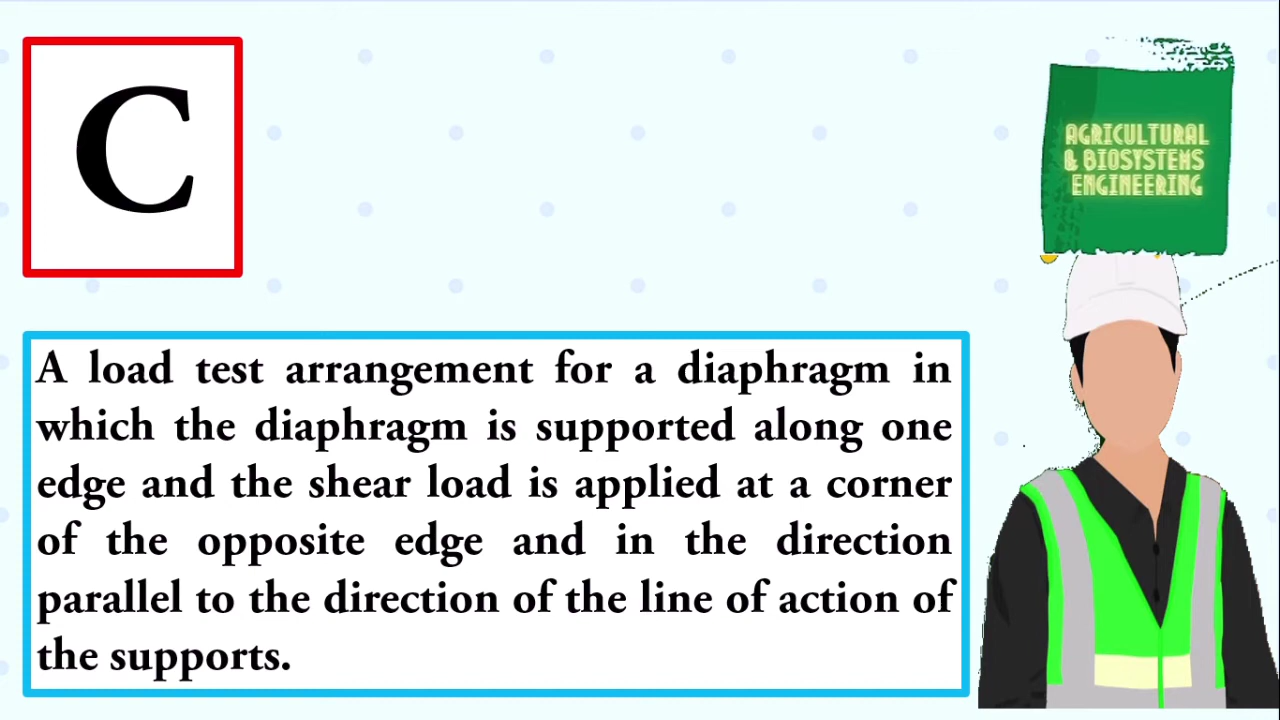 C
AGRICULTURAL
& BIOSYSTEMS
ENGINEERING
A load test arrangement for a diaphragm in
which the diaphragm is supported along one
edge and the shear load is applied at a corner
of the opposite edge and in the direction
parallel to the direction of the line of action of
the supports.